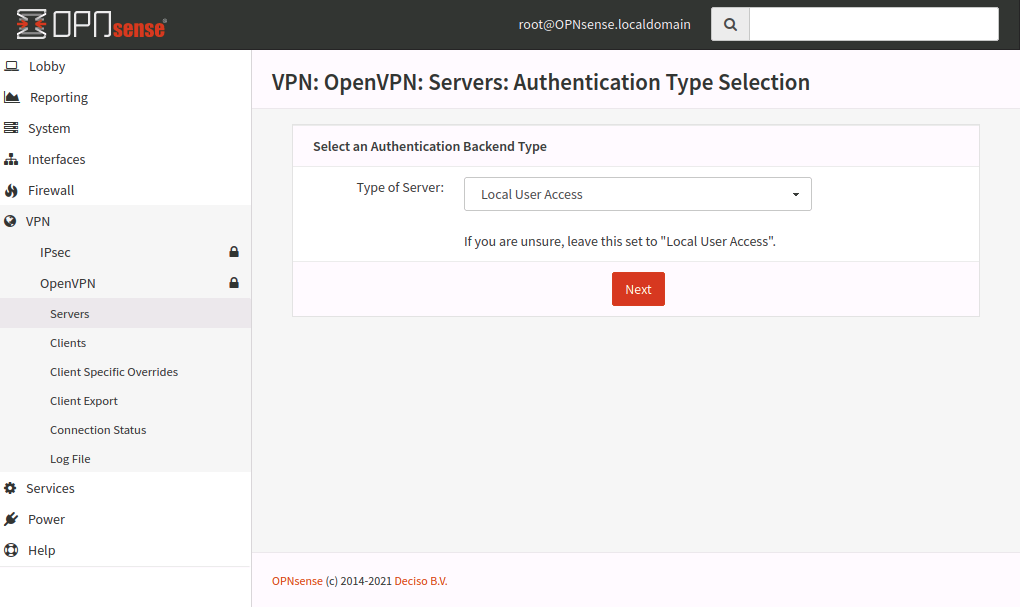 OPNsense®
root@OPNsense.localdomain
Lobby
Reporting
System
Interfaces
Firewall
VPN
IPsec
OpenVPN
Servers
Clients
Client Specific Overrides
Client Export
Connection Status
Log File
Services
Power
Help
VPN: OpenVPN: Servers: Authentication Type Selection
Select an Authentication Backend Type
Type of Server:
Local User Access
If you are unsure, leave this set to "Local User Access".
Next
OPNsense (c) 2014-2021 Deciso B.V.